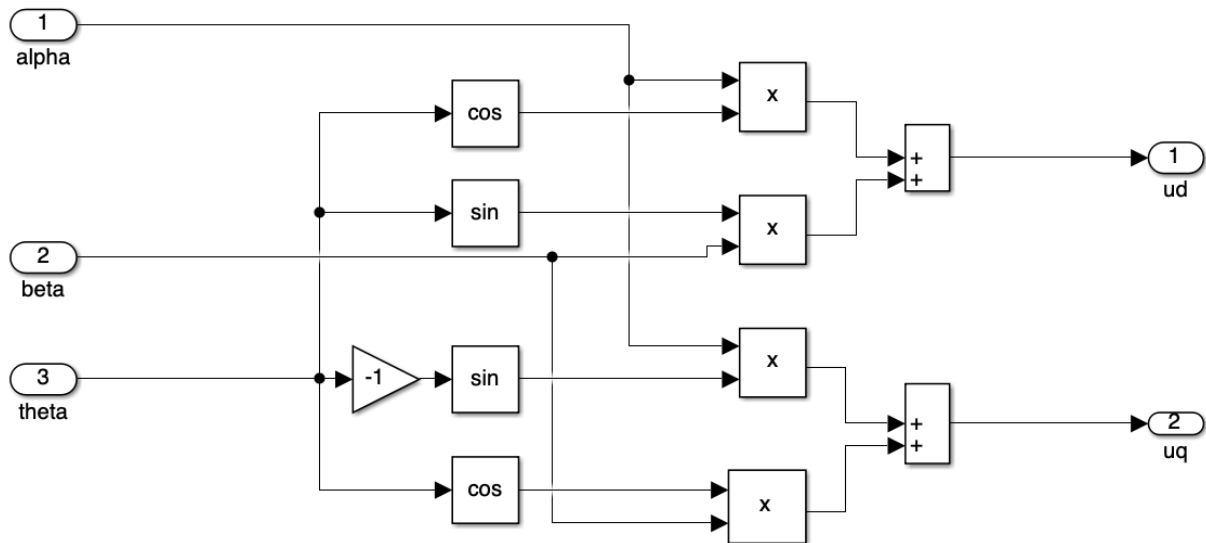 1
alpha
cos
x
+
+
1
ud
sin
x
2
beta
3
theta
-1
sin
x
+
+
2
uq
cos
x